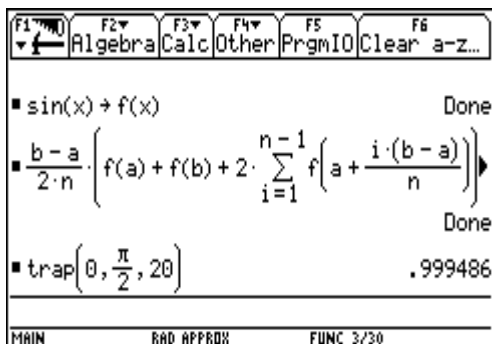 F1 F2 F3 F4 F5 F6
Algebra Calc Other PrgmIO Clear a-z…
▪ sin(x) → f(x) Done
▪ (b - a)/(2·n) · (f(a) + f(b) + 2 · ∑_{i=1}^{n-1} f(a + (i·(b - a))/n)) ▶
Done
▪ trap(0, π/2, 20) .999486
MAIN RAD APPROX FUNC 3/30